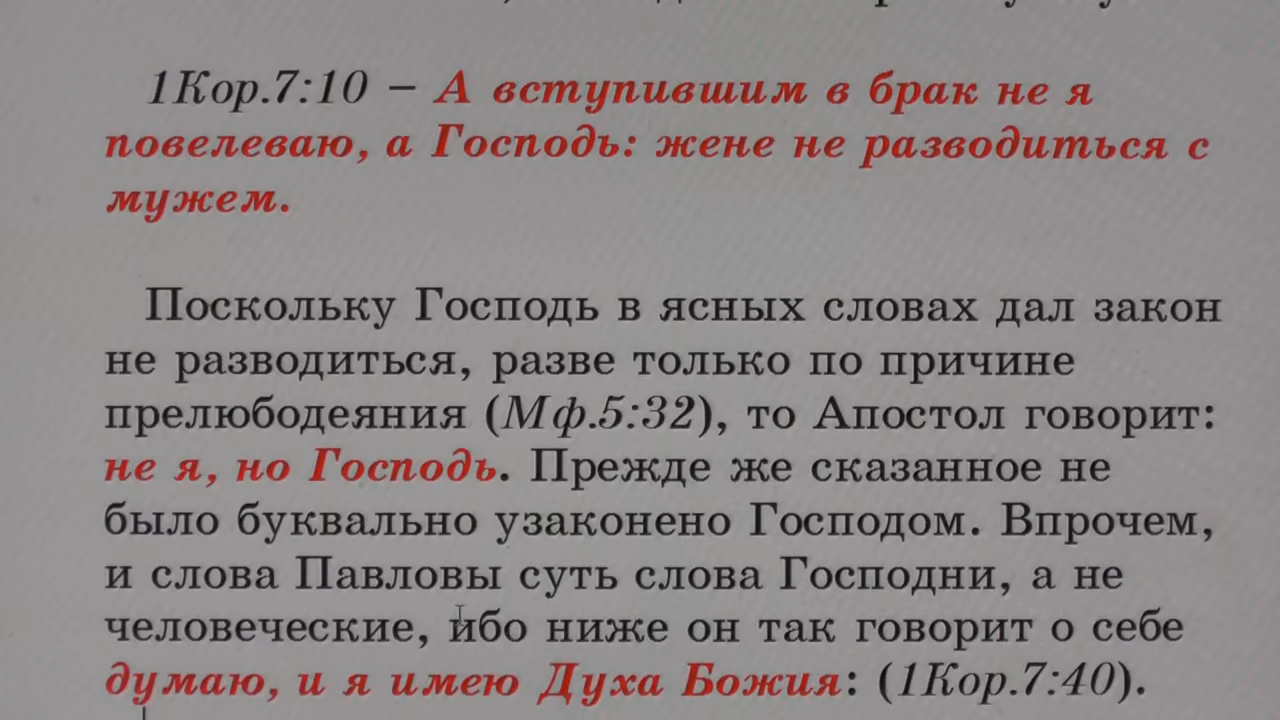 1Кор.7:10 – А вступившим в брак не я
повелеваю, а Господь: жене не разводиться с
мужем.
Поскольку Господь в ясных словах дал закон
не разводиться, разве только по причине
прелюбодеяния (Мф.5:32), то Апостол говорит:
не я, но Господь. Прежде же сказанное не
было буквально узаконено Господом. Впрочем,
и слова Павловы суть слова Господни, а не
человеческие, ибо ниже он так говорит о себе
думаю, и я имею Духа Божия: (1Кор.7:40).